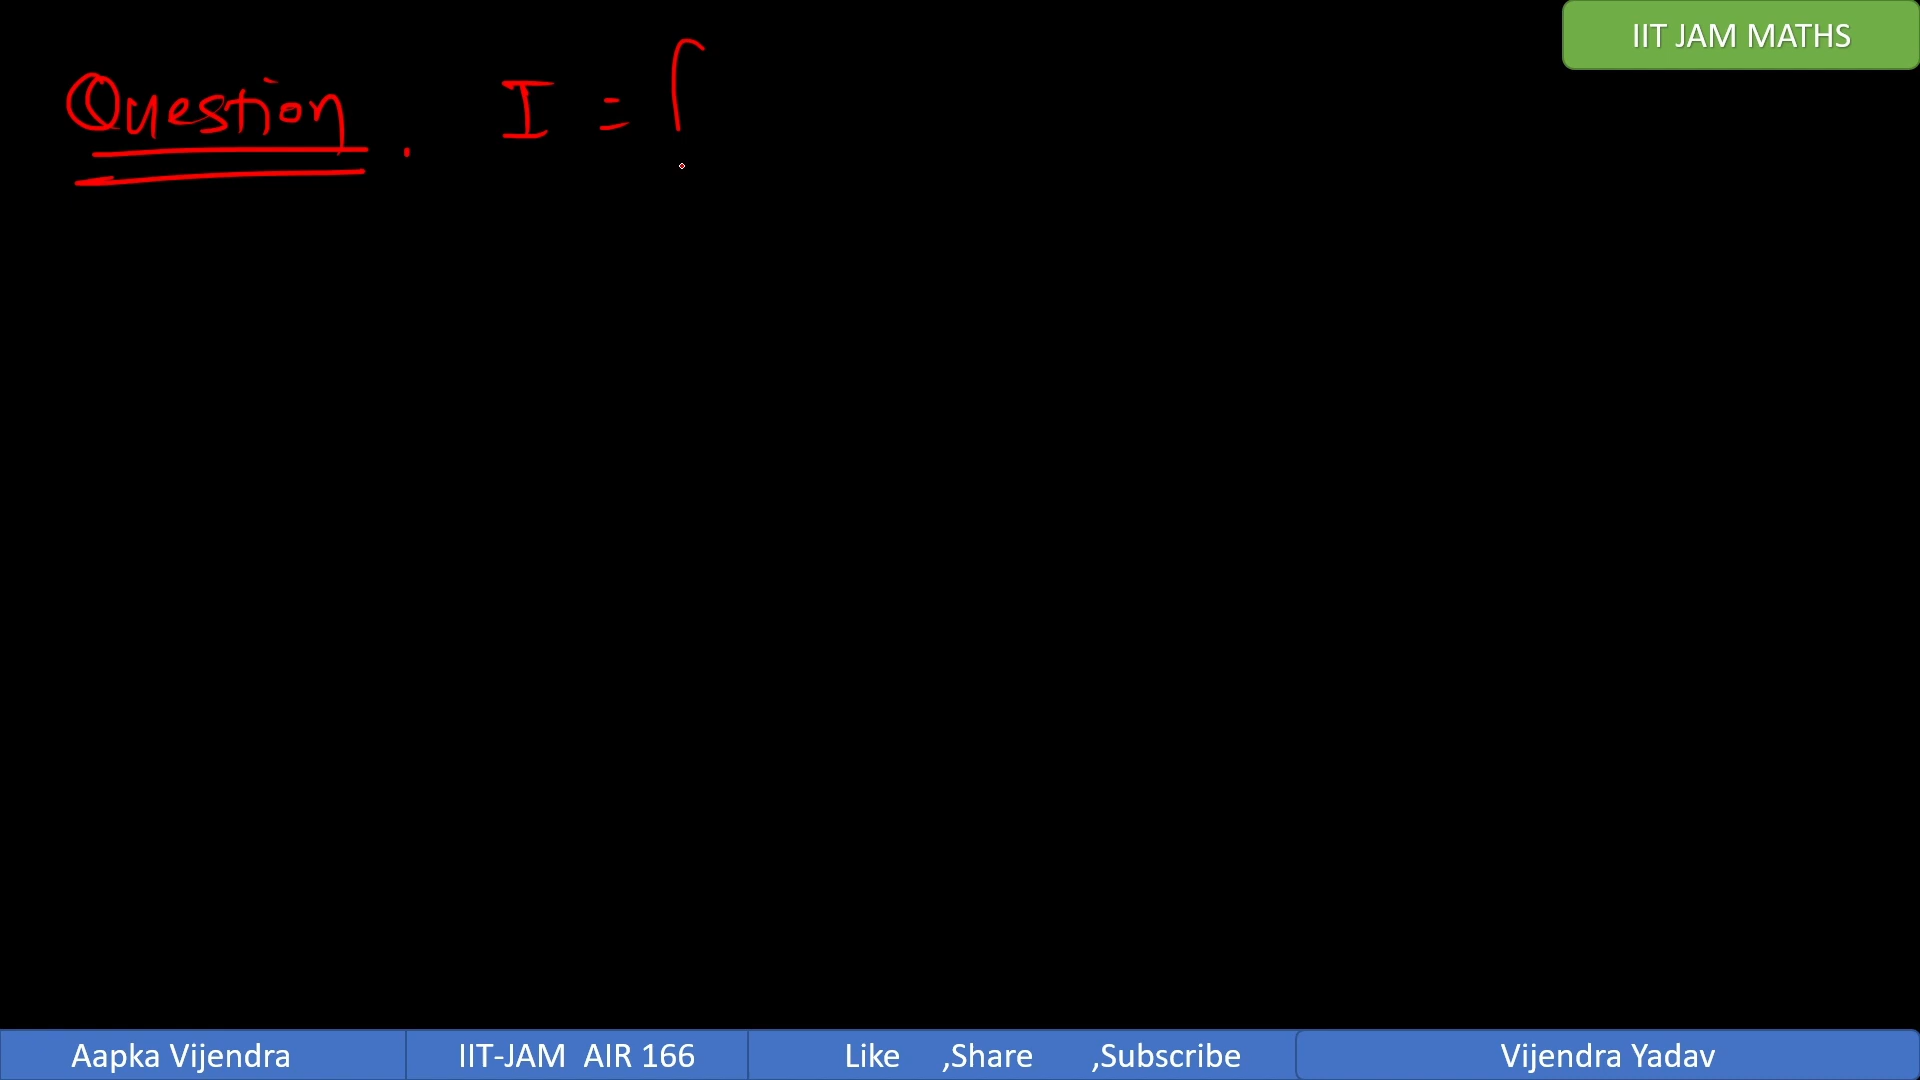 IIT JAM MATHS
Question. I = ∫
Aapka Vijendra IIT-JAM AIR 166 Like ,Share ,Subscribe Vijendra Yadav